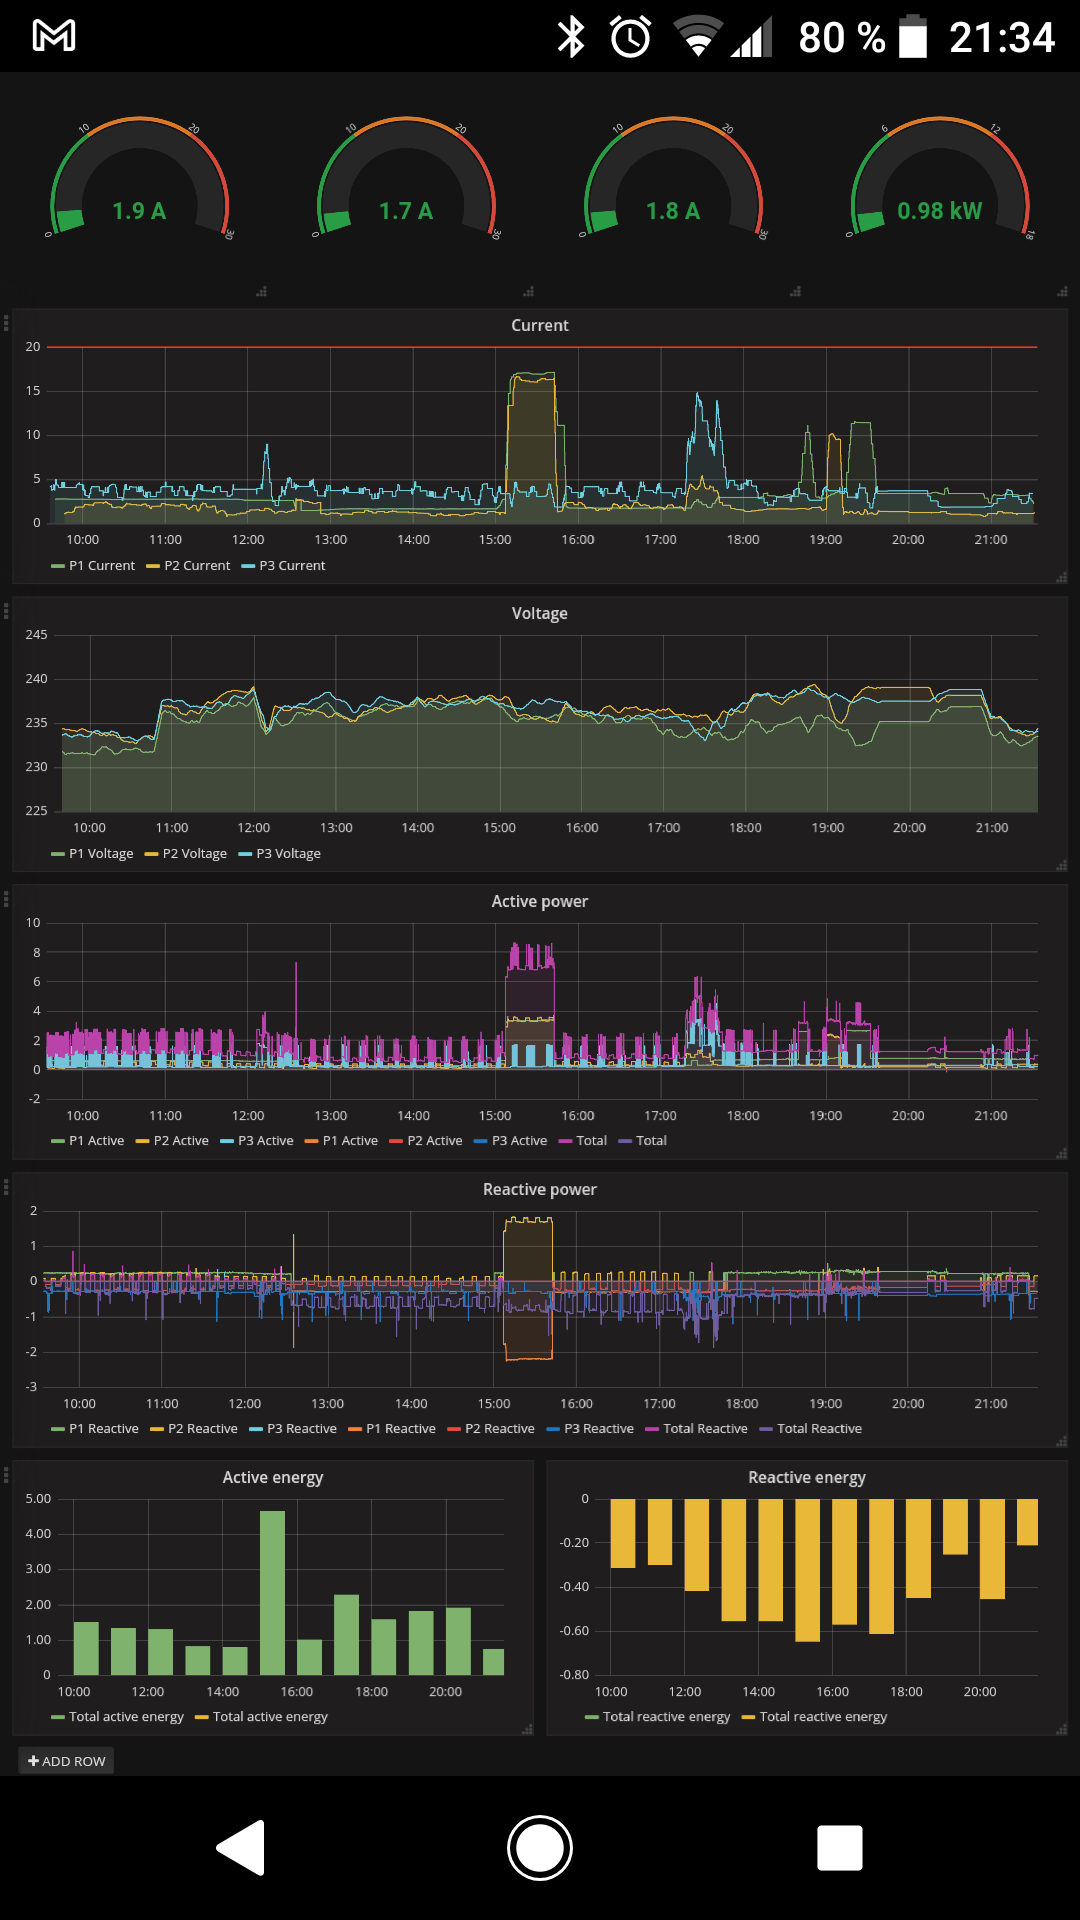 80 % 21:34
10 20 10 20 10 20 6 12
1.9 A 1.7 A 1.8 A 0.98 kW
0 30 0 30 0 30 0 18
Current
20
15
10
5
0
10:00 11:00 12:00 13:00 14:00 15:00 16:00 17:00 18:00 19:00 20:00 21:00
P1 Current P2 Current P3 Current
Voltage
245
240
235
230
225
10:00 11:00 12:00 13:00 14:00 15:00 16:00 17:00 18:00 19:00 20:00 21:00
P1 Voltage P2 Voltage P3 Voltage
Active power
10
8
6
4
2
0
-2
10:00 11:00 12:00 13:00 14:00 15:00 16:00 17:00 18:00 19:00 20:00 21:00
P1 Active P2 Active P3 Active P1 Active P2 Active P3 Active Total Total
Reactive power
2
1
0
-1
-2
-3
10:00 11:00 12:00 13:00 14:00 15:00 16:00 17:00 18:00 19:00 20:00 21:00
P1 Reactive P2 Reactive P3 Reactive P1 Reactive P2 Reactive P3 Reactive Total Reactive Total Reactive
Active energy
5.00
4.00
3.00
2.00
1.00
0
10:00 12:00 14:00 16:00 18:00 20:00
Total active energy Total active energy
Reactive energy
0
-0.20
-0.40
-0.60
-0.80
10:00 12:00 14:00 16:00 18:00 20:00
Total reactive energy Total reactive energy
+ ADD ROW